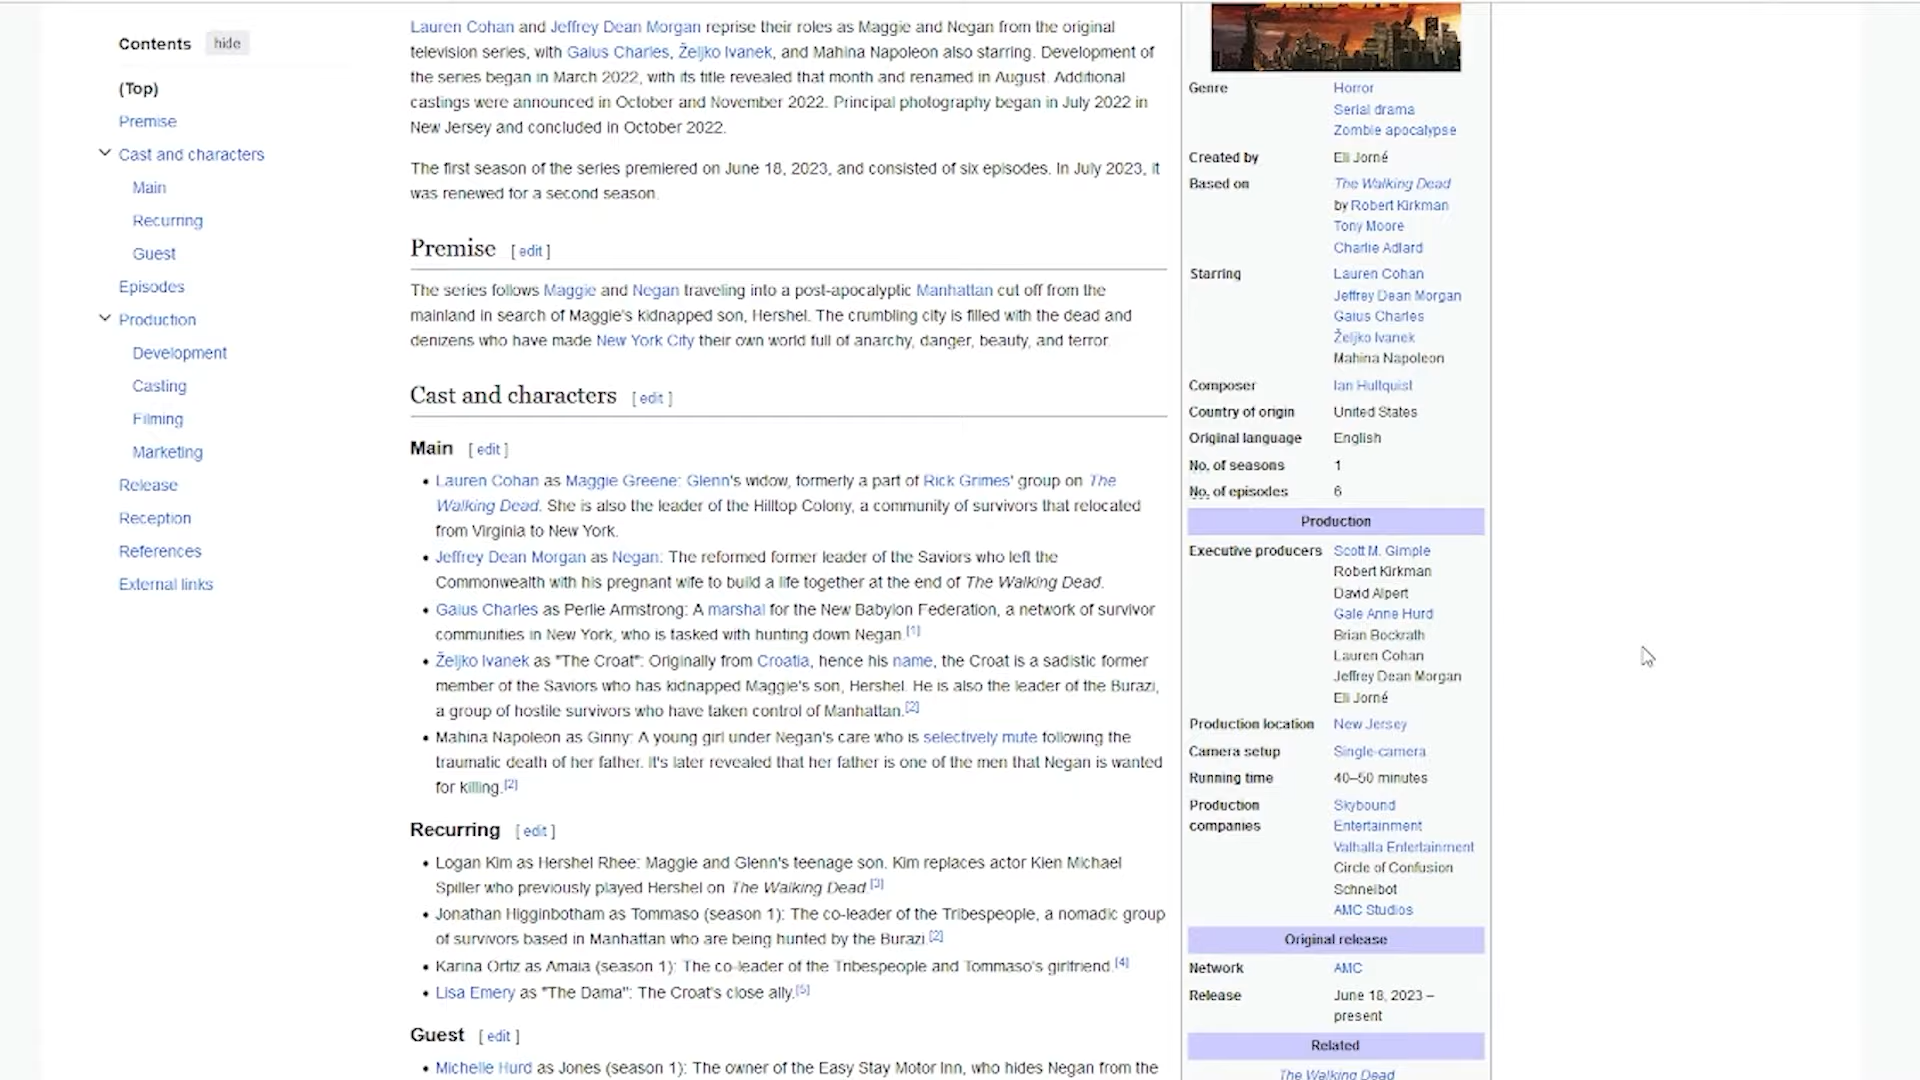 Contents hide
(Top)
Premise
Cast and characters
Main
Recurring
Guest
Episodes
Production
Development
Casting
Filming
Marketing
Release
Reception
References
External links
Lauren Cohan and Jeffrey Dean Morgan reprise their roles as Maggie and Negan from the original
television series, with Gaius Charles, Željko Ivanek, and Mahina Napoleon also starring. Development of
the series began in March 2022, with its title revealed that month and renamed in August. Additional
castings were announced in October and November 2022. Principal photography began in July 2022 in
New Jersey and concluded in October 2022.
The first season of the series premiered on June 18, 2023, and consisted of six episodes. In July 2023, it
was renewed for a second season.
Premise [ edit ]
The series follows Maggie and Negan traveling into a post-apocalyptic Manhattan cut off from the
mainland in search of Maggie's kidnapped son, Hershel. The crumbling city is filled with the dead and
denizens who have made New York City their own world full of anarchy, danger, beauty, and terror.
Cast and characters [ edit ]
Main [ edit ]
• Lauren Cohan as Maggie Greene: Glenn's widow, formerly a part of Rick Grimes' group on The
Walking Dead. She is also the leader of the Hilltop Colony, a community of survivors that relocated
from Virginia to New York.
• Jeffrey Dean Morgan as Negan: The reformed former leader of the Saviors who left the
Commonwealth with his pregnant wife to build a life together at the end of The Walking Dead.
• Gaius Charles as Perlie Armstrong: A marshal for the New Babylon Federation, a network of survivor
communities in New York, who is tasked with hunting down Negan.[1]
• Željko Ivanek as "The Croat": Originally from Croatia, hence his name, the Croat is a sadistic former
member of the Saviors who has kidnapped Maggie's son, Hershel. He is also the leader of the Burazi,
a group of hostile survivors who have taken control of Manhattan.[2]
• Mahina Napoleon as Ginny: A young girl under Negan's care who is selectively mute following the
traumatic death of her father. It's later revealed that her father is one of the men that Negan is wanted
for killing.[2]
Recurring [ edit ]
• Logan Kim as Hershel Rhee: Maggie and Glenn's teenage son. Kim replaces actor Kien Michael
Spiller who previously played Hershel on The Walking Dead.[3]
• Jonathan Higginbotham as Tommaso (season 1): The co-leader of the Tribespeople, a nomadic group
of survivors based in Manhattan who are being hunted by the Burazi.[2]
• Karina Ortiz as Amaia (season 1): The co-leader of the Tribespeople and Tommaso's girlfriend.[4]
• Lisa Emery as "The Dama": The Croat's close ally.[5]
Guest [ edit ]
• Michelle Hurd as Jones (season 1): The owner of the Easy Stay Motor Inn, who hides Negan from the
Genre Horror
Serial drama
Zombie apocalypse
Created by Eli Jorné
Based on The Walking Dead
by Robert Kirkman
Tony Moore
Charlie Adlard
Starring Lauren Cohan
Jeffrey Dean Morgan
Gaius Charles
Željko Ivanek
Mahina Napoleon
Composer Ian Hultquist
Country of origin United States
Original language English
No. of seasons 1
No. of episodes 6
Production
Executive producers Scott M. Gimple
Robert Kirkman
David Alpert
Gale Anne Hurd
Brian Bockrath
Lauren Cohan
Jeffrey Dean Morgan
Eli Jorné
Production location New Jersey
Camera setup Single-camera
Running time 40–50 minutes
Production Skybound
companies Entertainment
Valhalla Entertainment
Circle of Confusion
Schneibot
AMC Studios
Original release
Network AMC
Release June 18, 2023 –
present
Related
The Walking Dead